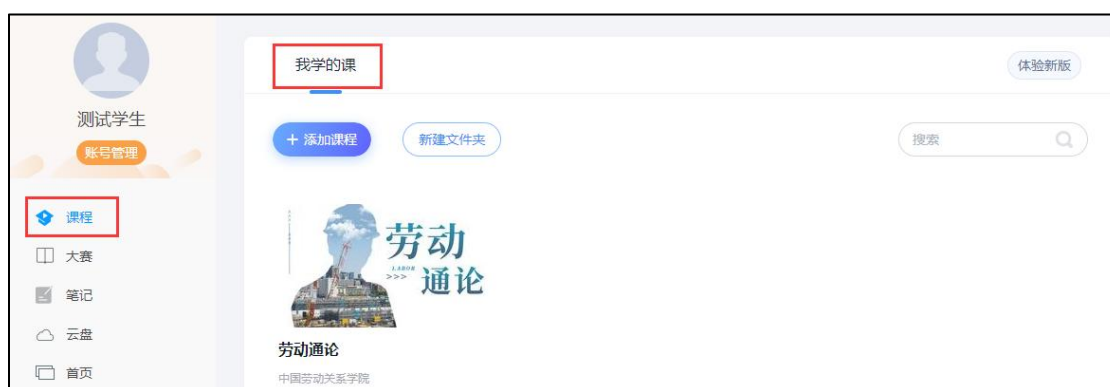 测试学生
账号管理
课程
大赛
笔记
云盘
首页
我学的课
体验新版
+ 添加课程
新建文件夹
搜索
劳动
LABOR
>>>
通论
劳动通论
中国劳动关系学院